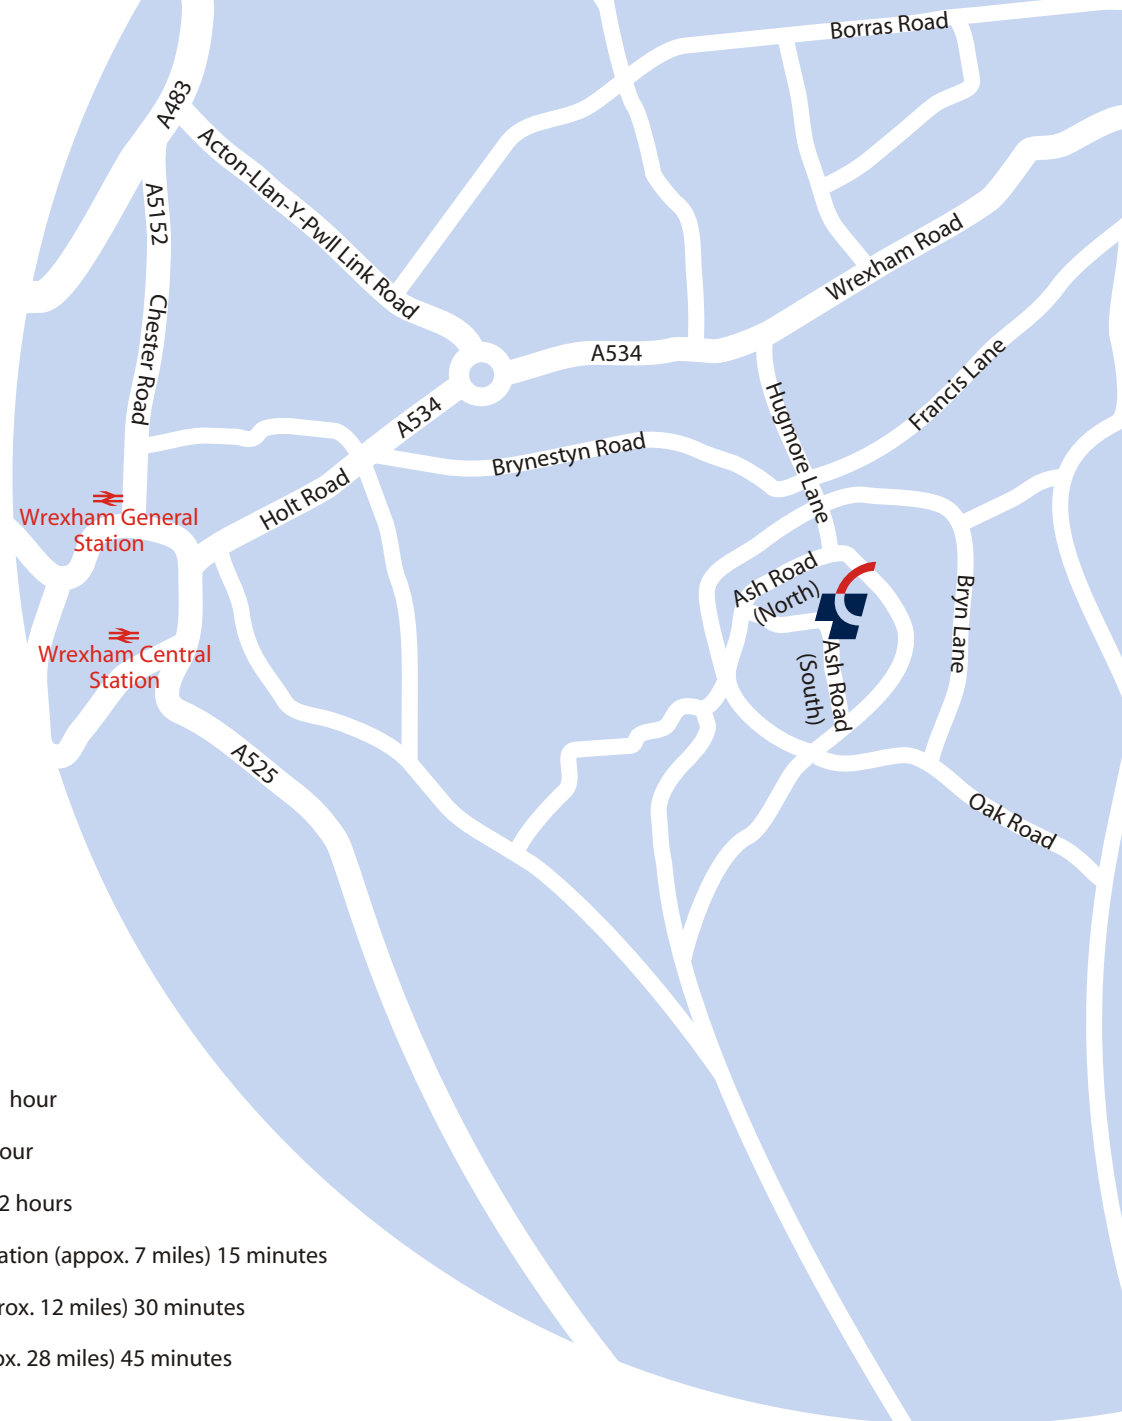 Borras Road
A483
Acton-Llan-Y-Pwll Link Road
A5152
Wrexham Road
Chester Road
A534
Francis Lane
A534
Hugmore Lane
Brynestyn Road
Holt Road
Wrexham General
Station
Ash Road
(North)
Bryn Lane
Wrexham Central
Station
Ash Road
(South)
A525
Oak Road
hour
our
2 hours
ation (appox. 7 miles) 15 minutes
rox. 12 miles) 30 minutes
ox. 28 miles) 45 minutes